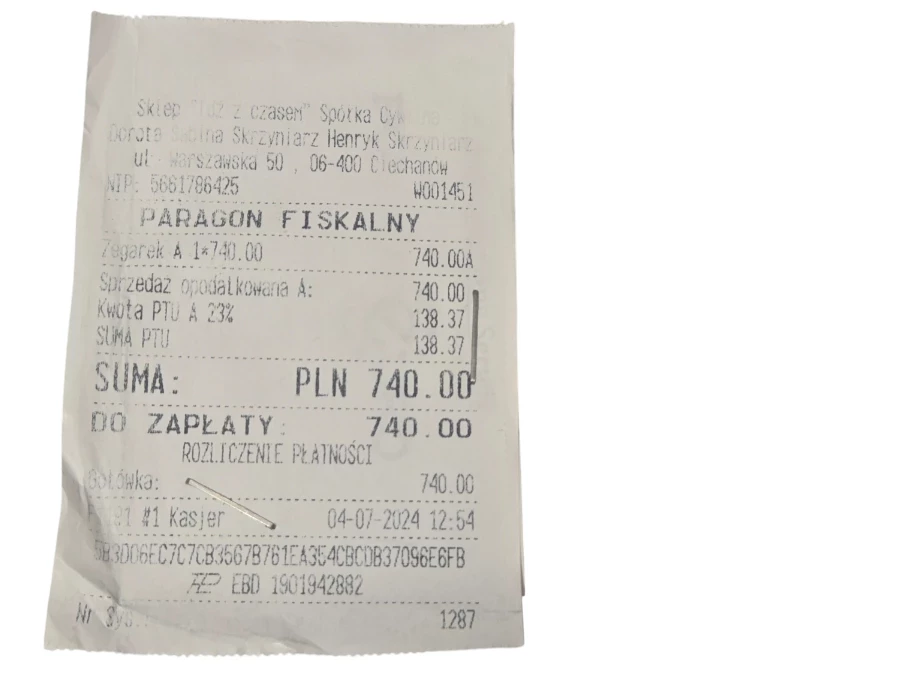 Sklep z czasem" Spółka
Dorota Skrzyniarz Henryk Skrzyniarz
ul. Warszawska 50 , 06-400 Ciechanów
NIP: 5661786425 W001451
PARAGON FISKALNY
Zegarek A 1*740.00 740.00A
Sprzedaż opodatkowana A: 740.00
Kwota PTU A 23% 138.37
SUMA PTU 138.37
SUMA: PLN 740.00
DO ZAPŁATY: 740.00
ROZLICZENIE PŁATNOŚCI
Gotówka: 740.00
#1 Kasjer 04-07-2024 12:54
5B3D06EC7C7CB3567B761EA354CBCDB37096E6FB
EBD 1901942882
Nr 1287